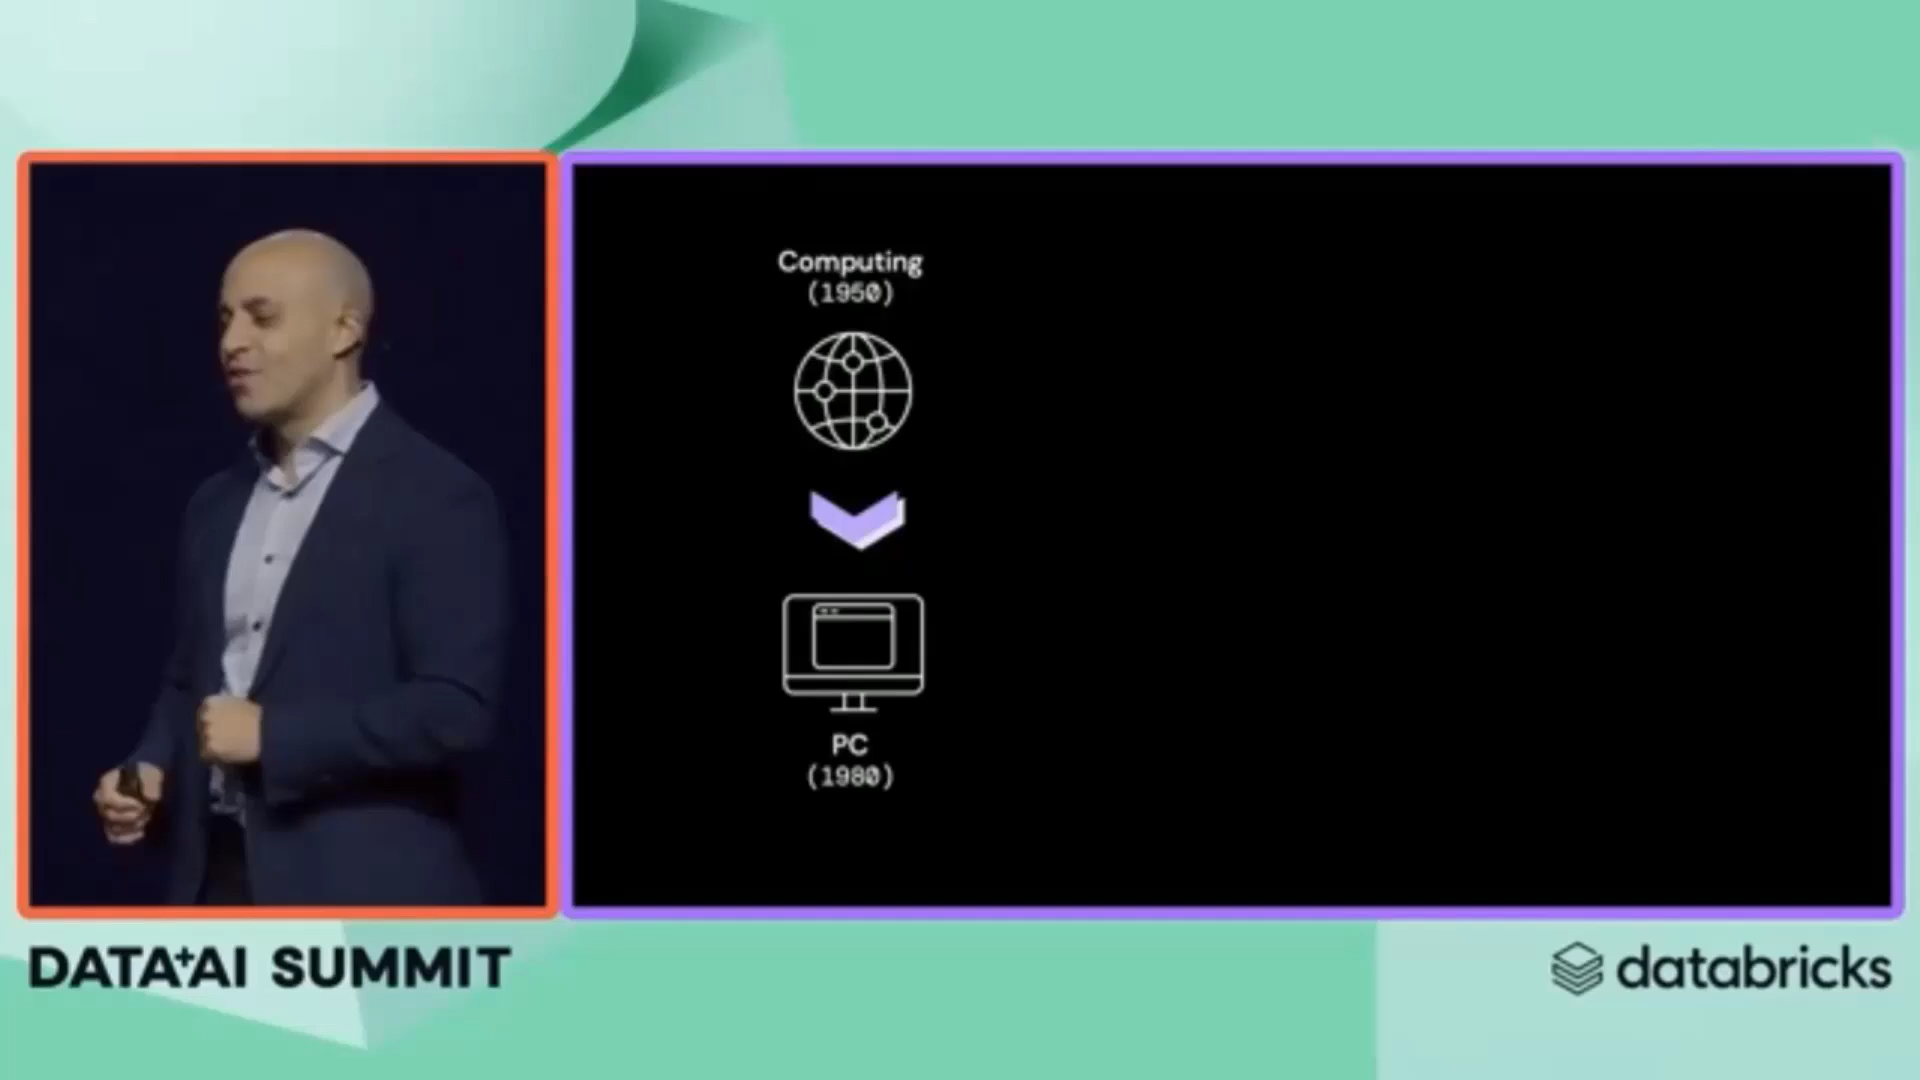 Computing
(1950)
PC
(1980)
DATA+AI SUMMIT
databricks